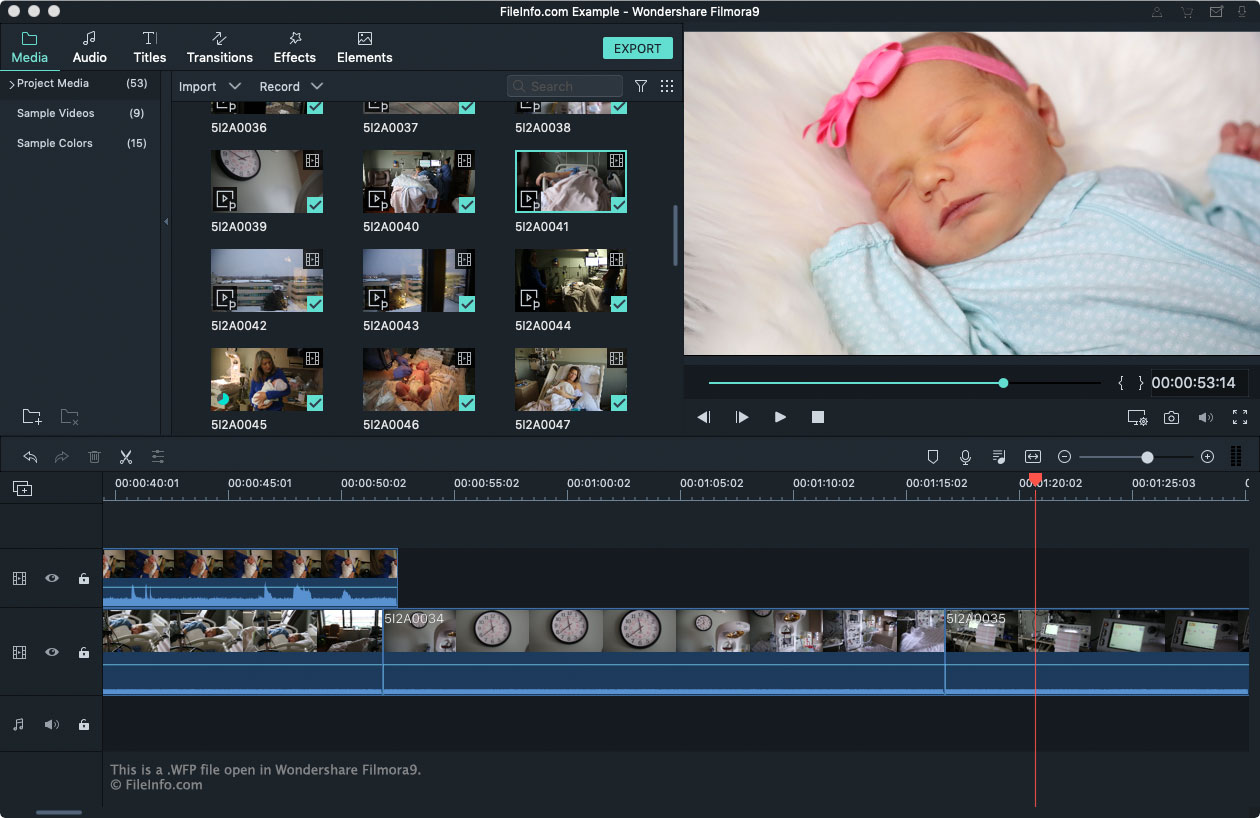 FileInfo.com Example - Wondershare Filmora9
Media Audio Titles Transitions Effects Elements EXPORT
Project Media (53)
Sample Videos (9)
Sample Colors (15)
Import Record Search
5I2A0036 5I2A0037 5I2A0038
5I2A0039 5I2A0040 5I2A0041
5I2A0042 5I2A0043 5I2A0044
5I2A0045 5I2A0046 5I2A0047
{ } 00:00:53:14
00:00:40:01 00:00:45:01 00:00:50:02 00:00:55:02 00:01:00:02 00:01:05:02 00:01:10:02 00:01:15:02 00:01:20:02 00:01:25:03
5I2A0034 5I2A0035
This is a .WFP file open in Wondershare Filmora9.
© FileInfo.com